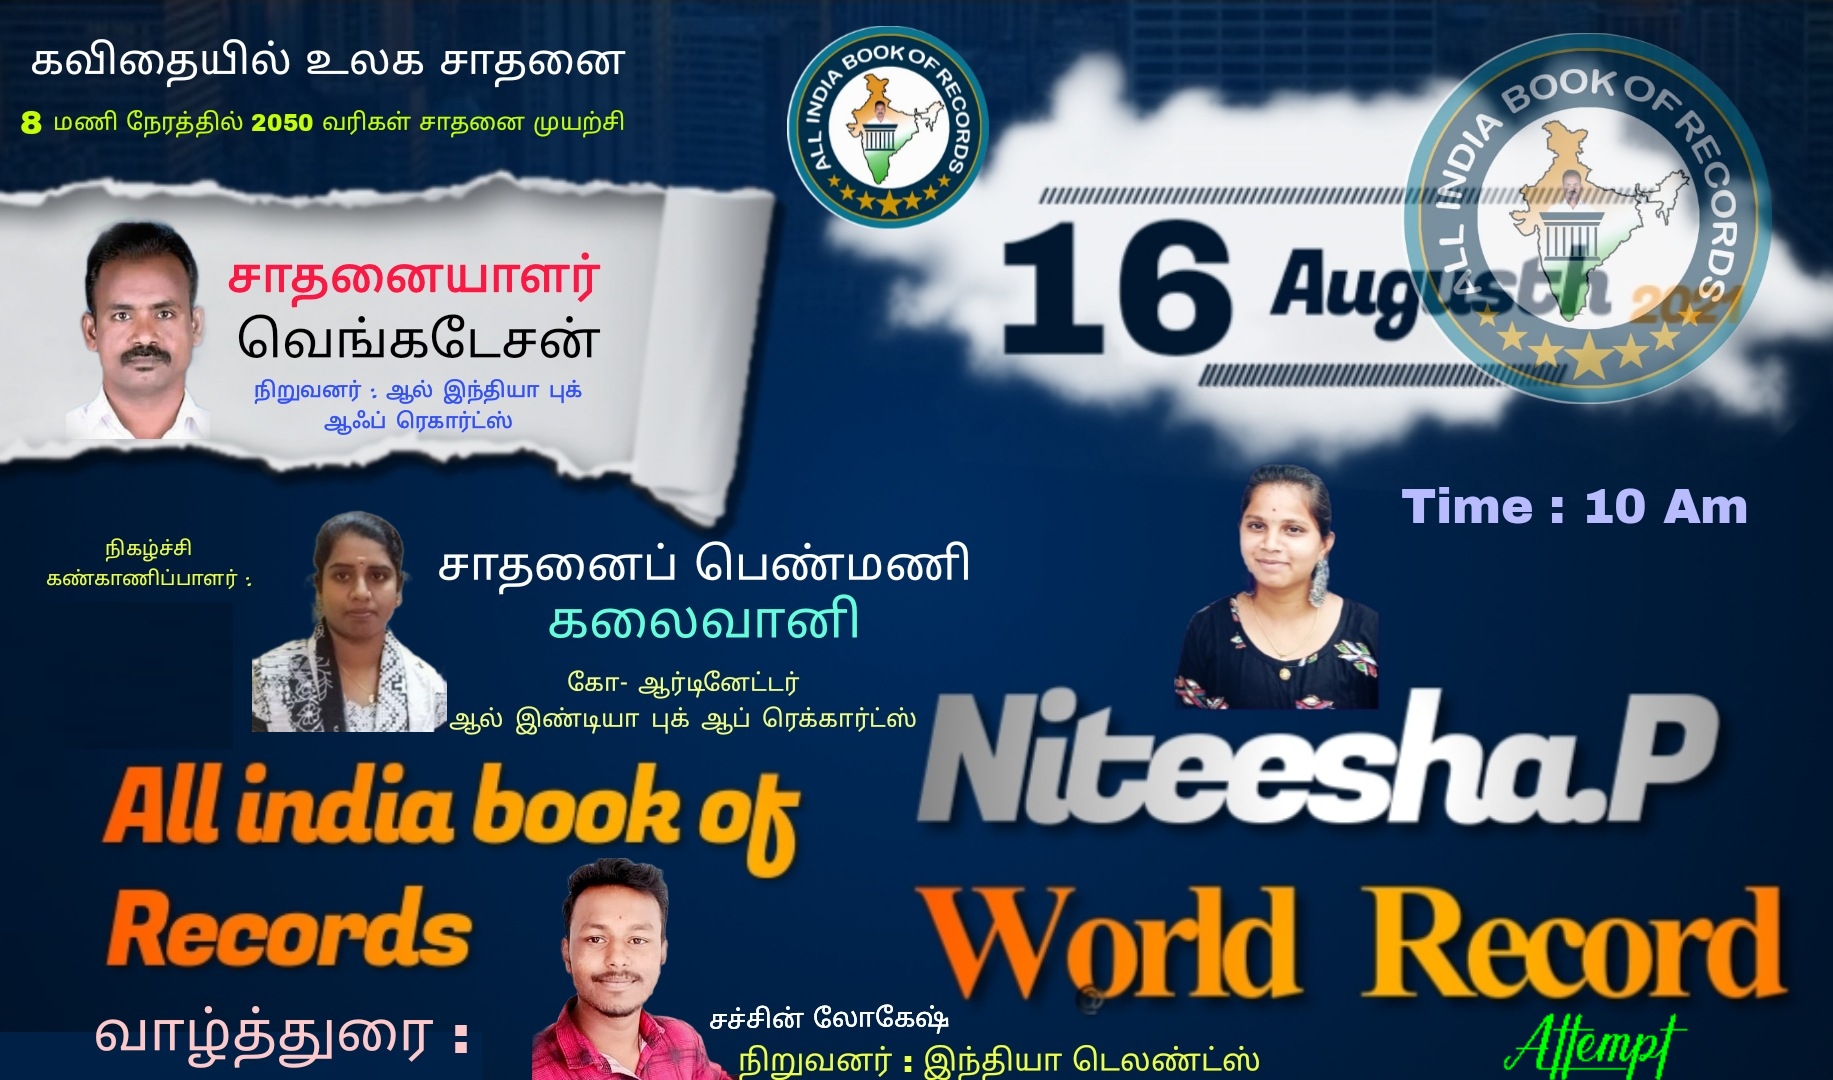 கவிதையில் உலக சாதனை
8 மணி நேரத்தில் 2050 வரிகள் சாதனை முயற்சி
ALL INDIA BOOK OF RECORDS
ALL INDIA BOOK OF RECORDS
16 Augusth 2021
சாதனையாளர்
வெங்கடேசன்
நிறுவனர் : ஆல் இந்தியா புக்
ஆஃப் ரெகார்ட்ஸ்
Time : 10 Am
நிகழ்ச்சி
கண்காணிப்பாளர் :
சாதனைப் பெண்மணி
கலைவானி
கோ- ஆர்டினேட்டர்
ஆல் இண்டியா புக் ஆப் ரெக்கார்ட்ஸ்
Niteesha.P
All india book of
Records
World Record
Attempt
வாழ்த்துரை :
சச்சின் லோகேஷ்
நிறுவனர் : இந்தியா டெலண்ட்ஸ்